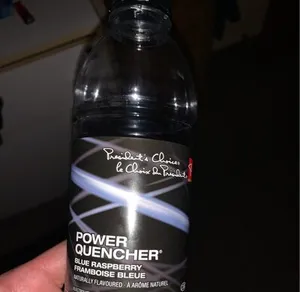 President's Choice
le Choix du Président
POWER
QUENCHER®
BLUE RASPBERRY
FRAMBOISE BLEUE
NATURALLY FLAVOURED À ARÔME NATUREL